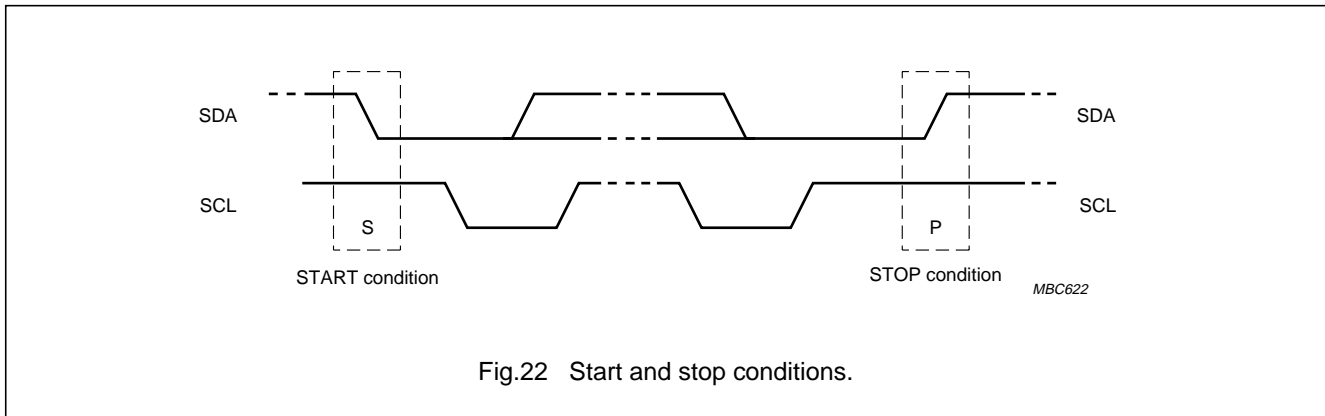 SDA
SDA
SCL
SCL
S
P
START condition
STOP condition
MBC622
Fig.22 Start and stop conditions.